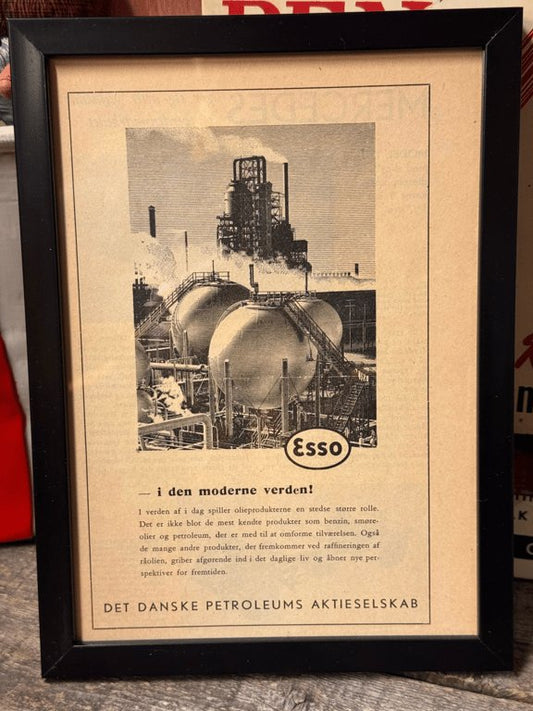 PEN
MERCEDES
Esso
— i den moderne verden!
I verden af i dag spiller olieprodukterne en stedse større rolle.
Det er ikke blot de mest kendte produkter som benzin, smøre-
olier og petroleum, der er med til at omforme tilværelsen. Også
de mange andre produkter, der fremkommer ved raffineringen af
råolien, griber afgørende ind i det daglige liv og åbner nye per-
spektiver for fremtiden.
DET DANSKE PETROLEUMS AKTIESELSKAB